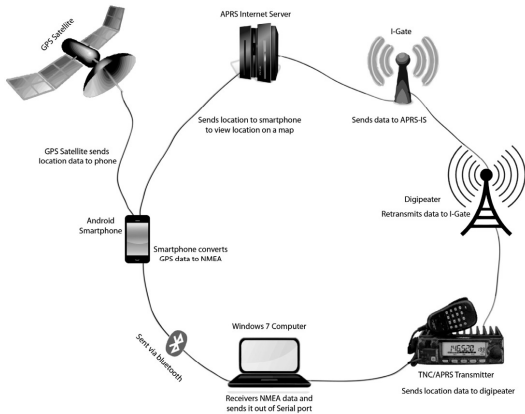 GPS Satellite
APRS Internet Server
I-Gate
Sends location to smartphone
to view location on a map
Sends data to APRS-IS
GPS Satellite sends
location data to phone
Digipeater
Retransmits data to I-Gate
Android
Smartphone
Smartphone converts
GPS data to NMEA
Sent via bluetooth
Windows 7 Computer
146520
TNC/APRS Transmitter
Sends location data to digipeater
Receivers NMEA data and
sends it out of Serial port